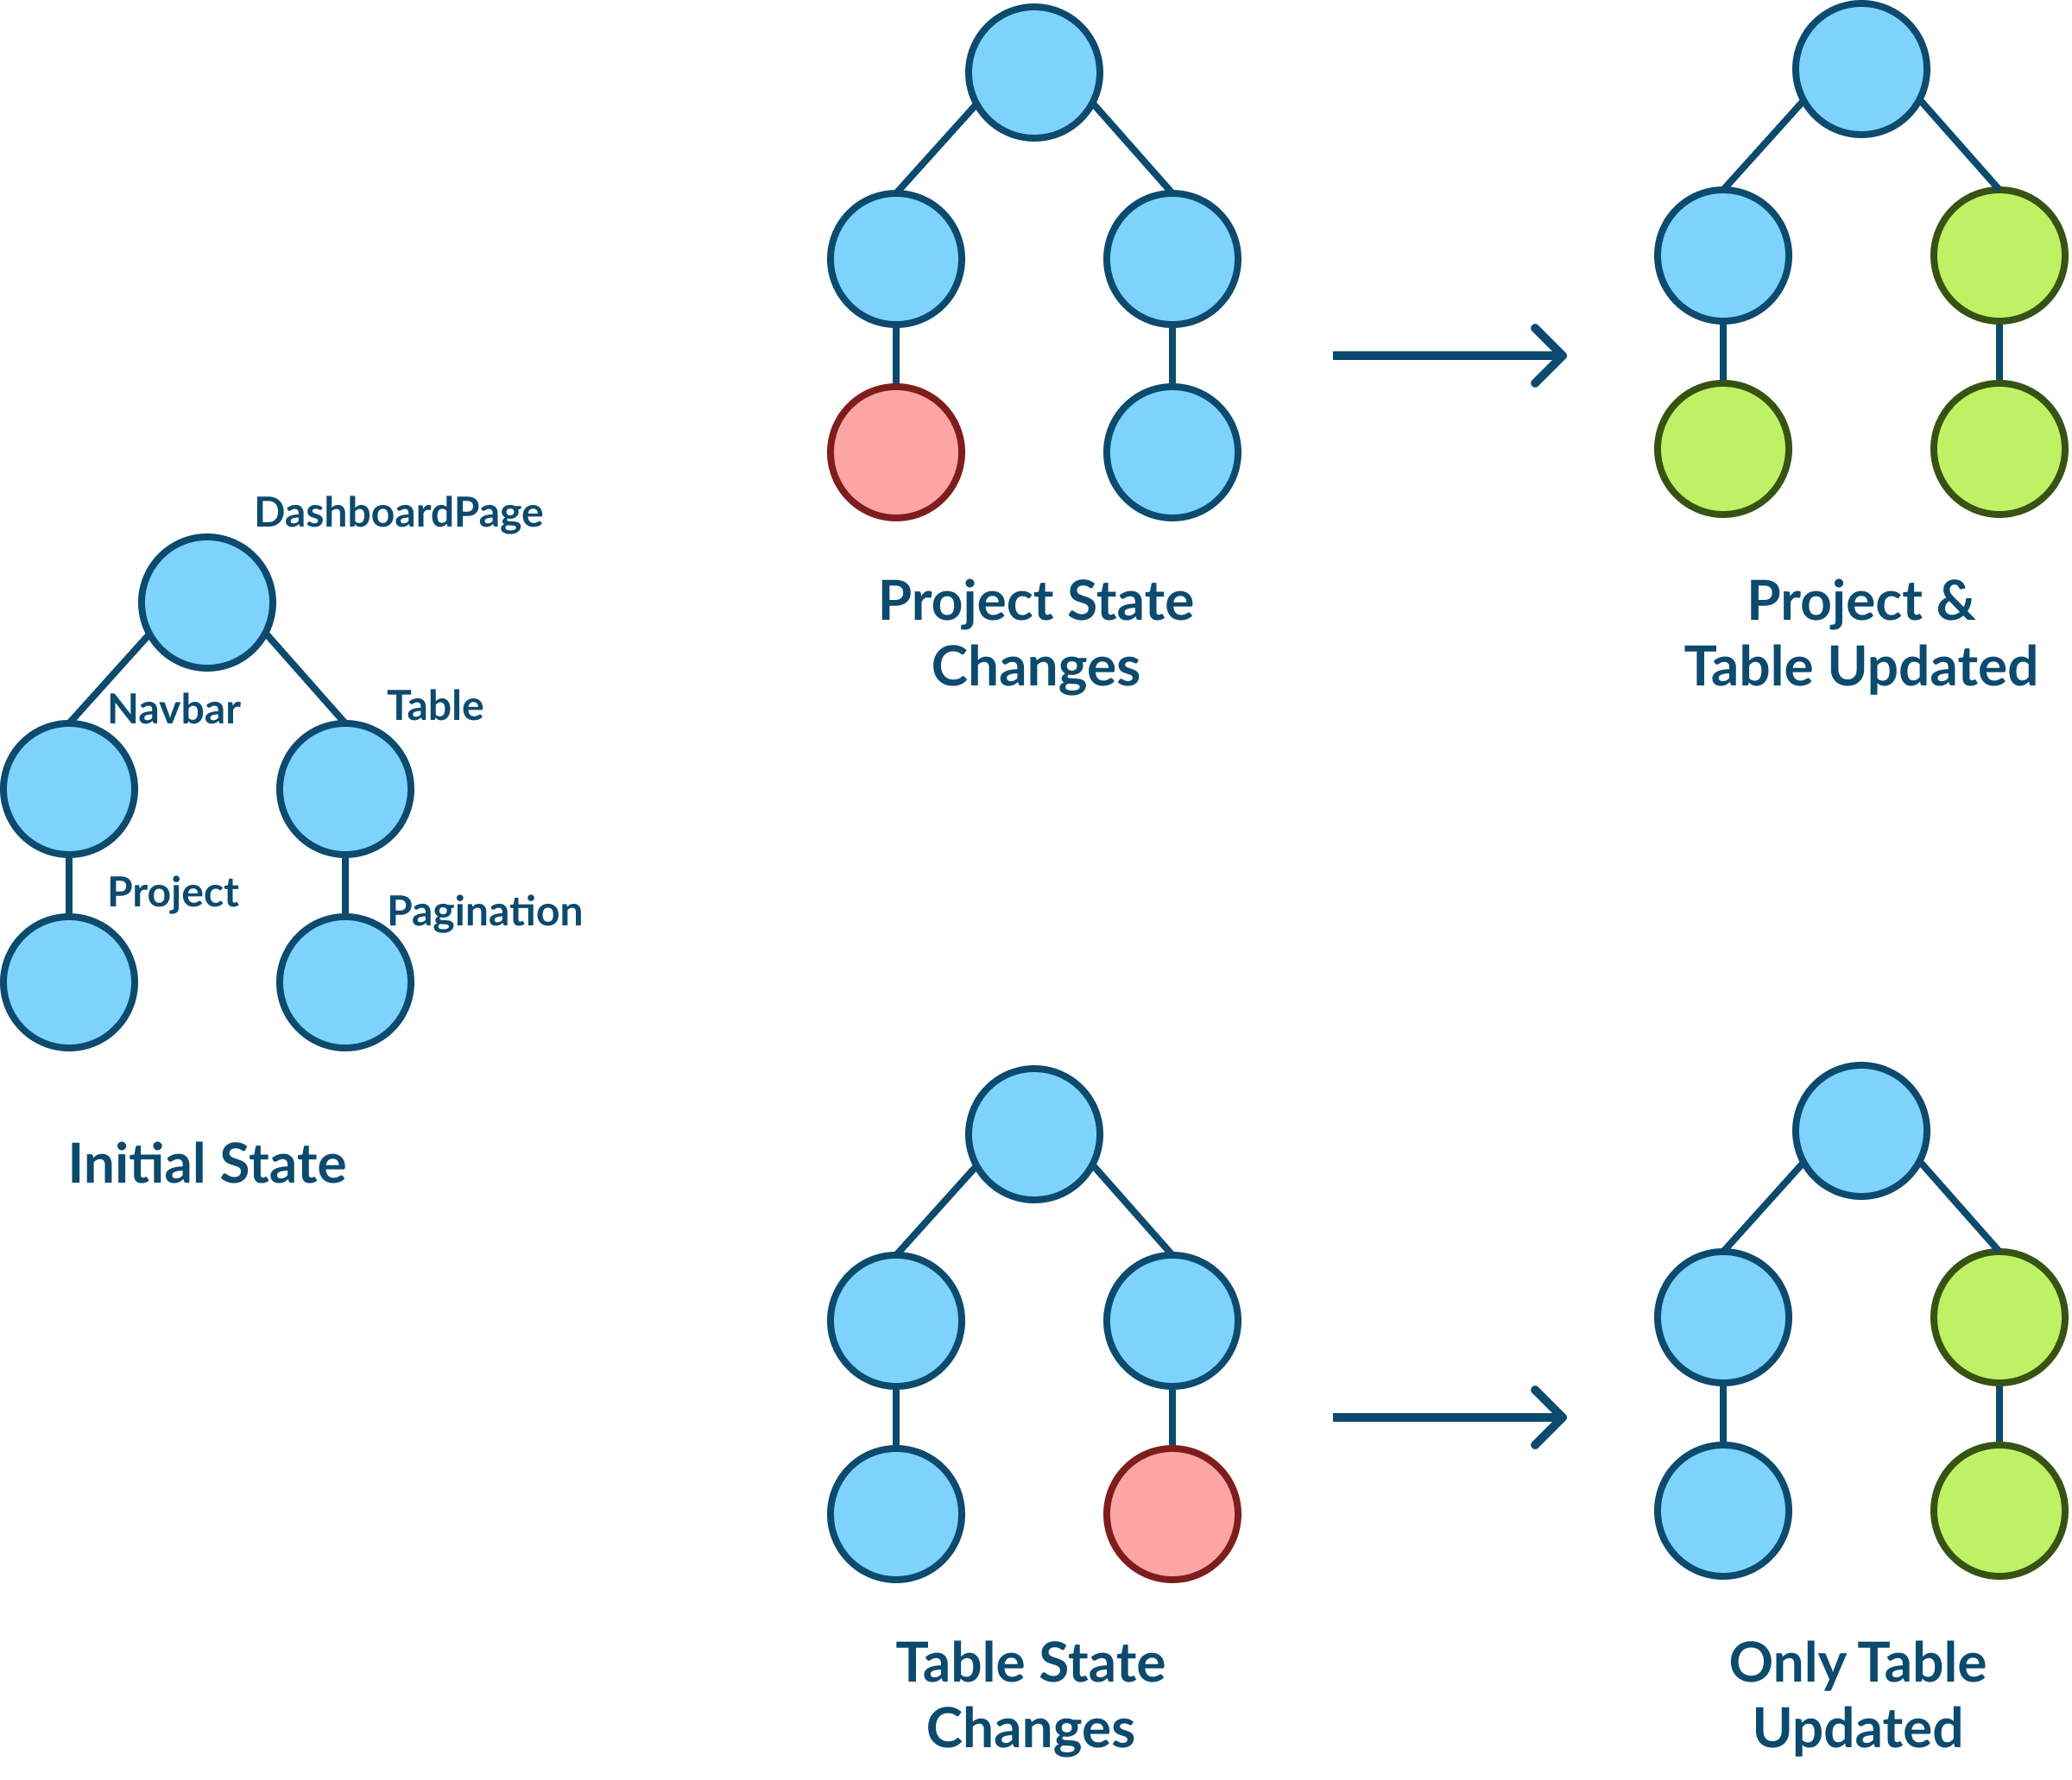 DashboardPage
Navbar
Table
Project
Pagination
Initial State
Project State
Changes
Project &
Table Updated
Table State
Changes
Only Table
Updated